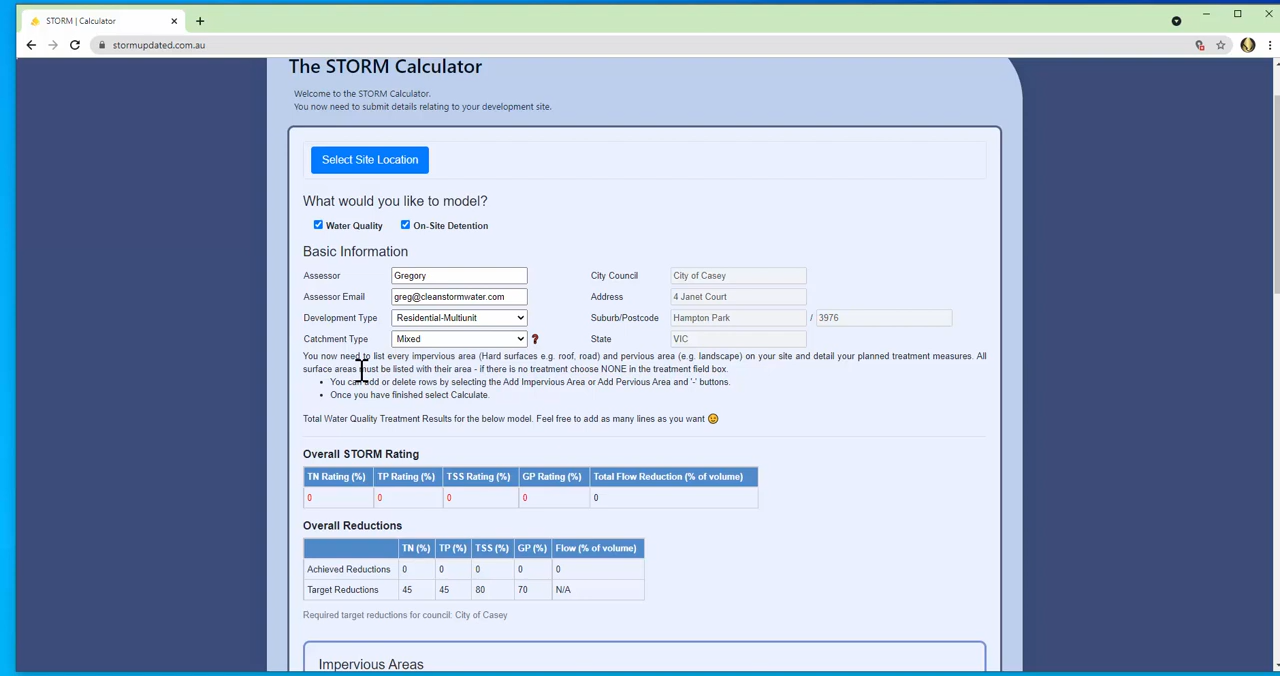 STORM | Calculator
stormupdated.com.au
The STORM Calculator
Welcome to the STORM Calculator.
You now need to submit details relating to your development site.
Select Site Location
What would you like to model?
Water Quality On-Site Detention
Basic Information
Assessor Gregory City Council City of Casey
Assessor Email greg@cleanstormwater.com Address 4 Janet Court
Development Type Residential-Multiunit Suburb/Postcode Hampton Park / 3976
Catchment Type Mixed ? State VIC
You now need to list every impervious area (Hard surfaces e.g. roof, road) and pervious area (e.g. landscape) on your site and detail your planned treatment measures. All
surface areas must be listed with their area - if there is no treatment choose NONE in the treatment field box.
• You can add or delete rows by selecting the Add Impervious Area or Add Pervious Area and '-' buttons.
• Once you have finished select Calculate.
Total Water Quality Treatment Results for the below model. Feel free to add as many lines as you want 🙂
Overall STORM Rating
TN Rating (%) TP Rating (%) TSS Rating (%) GP Rating (%) Total Flow Reduction (% of volume)
0 0 0 0 0
Overall Reductions
TN (%) TP (%) TSS (%) GP (%) Flow (% of volume)
Achieved Reductions 0 0 0 0 0
Target Reductions 45 45 80 70 N/A
Required target reductions for council: City of Casey
Impervious Areas